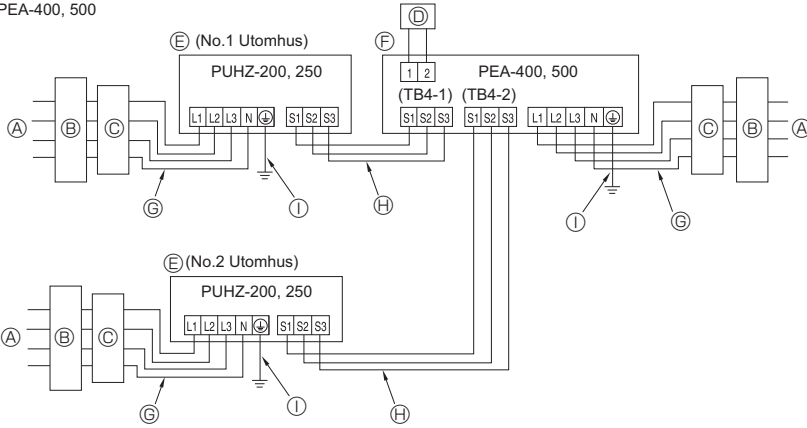 PEA-400, 500
Ⓓ
Ⓔ (No.1 Utomhus)
Ⓕ
PUHZ-200, 250
1 2
PEA-400, 500
(TB4-1) (TB4-2)
L1 L2 L3 N S1 S2 S3
S1 S2 S3 S1 S2 S3 L1 L2 L3 N
Ⓐ Ⓑ Ⓒ Ⓒ Ⓑ Ⓐ
Ⓖ Ⓘ Ⓗ Ⓘ Ⓖ
Ⓔ (No.2 Utomhus)
PUHZ-200, 250
L1 L2 L3 N S1 S2 S3
Ⓐ Ⓑ Ⓒ
Ⓖ Ⓘ Ⓗ